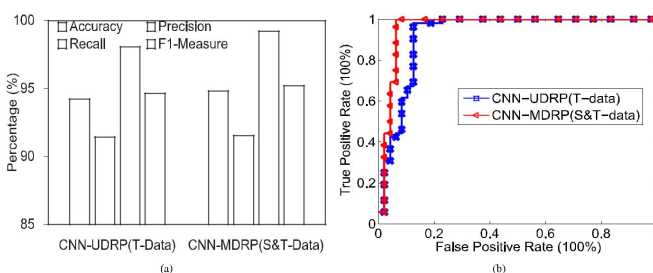 100
95
90
85
Percentage (%)
Accuracy
Precision
Recall
F1-Measure
CNN-UDRP(T-Data)
CNN-MDRP(S&T-Data)
(a)
1
0.8
0.6
0.4
0.2
0
True Positive Rate (100%)
CNN-UDRP(T-data)
CNN-MDRP(S&T-data)
0 0.2 0.4 0.6 0.8
False Positive Rate (100%)
(b)